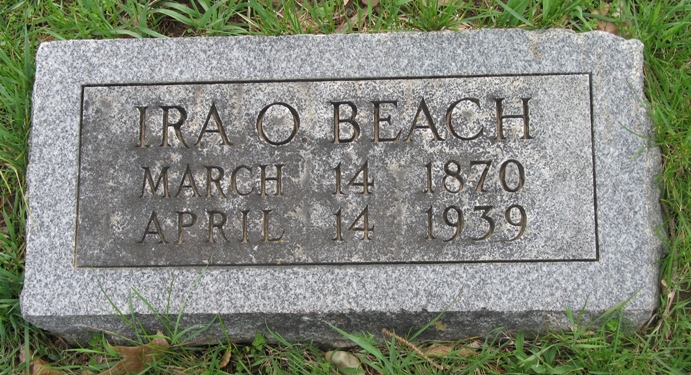 IRA O BEACH
MARCH 14 1870
APRIL 14 1939